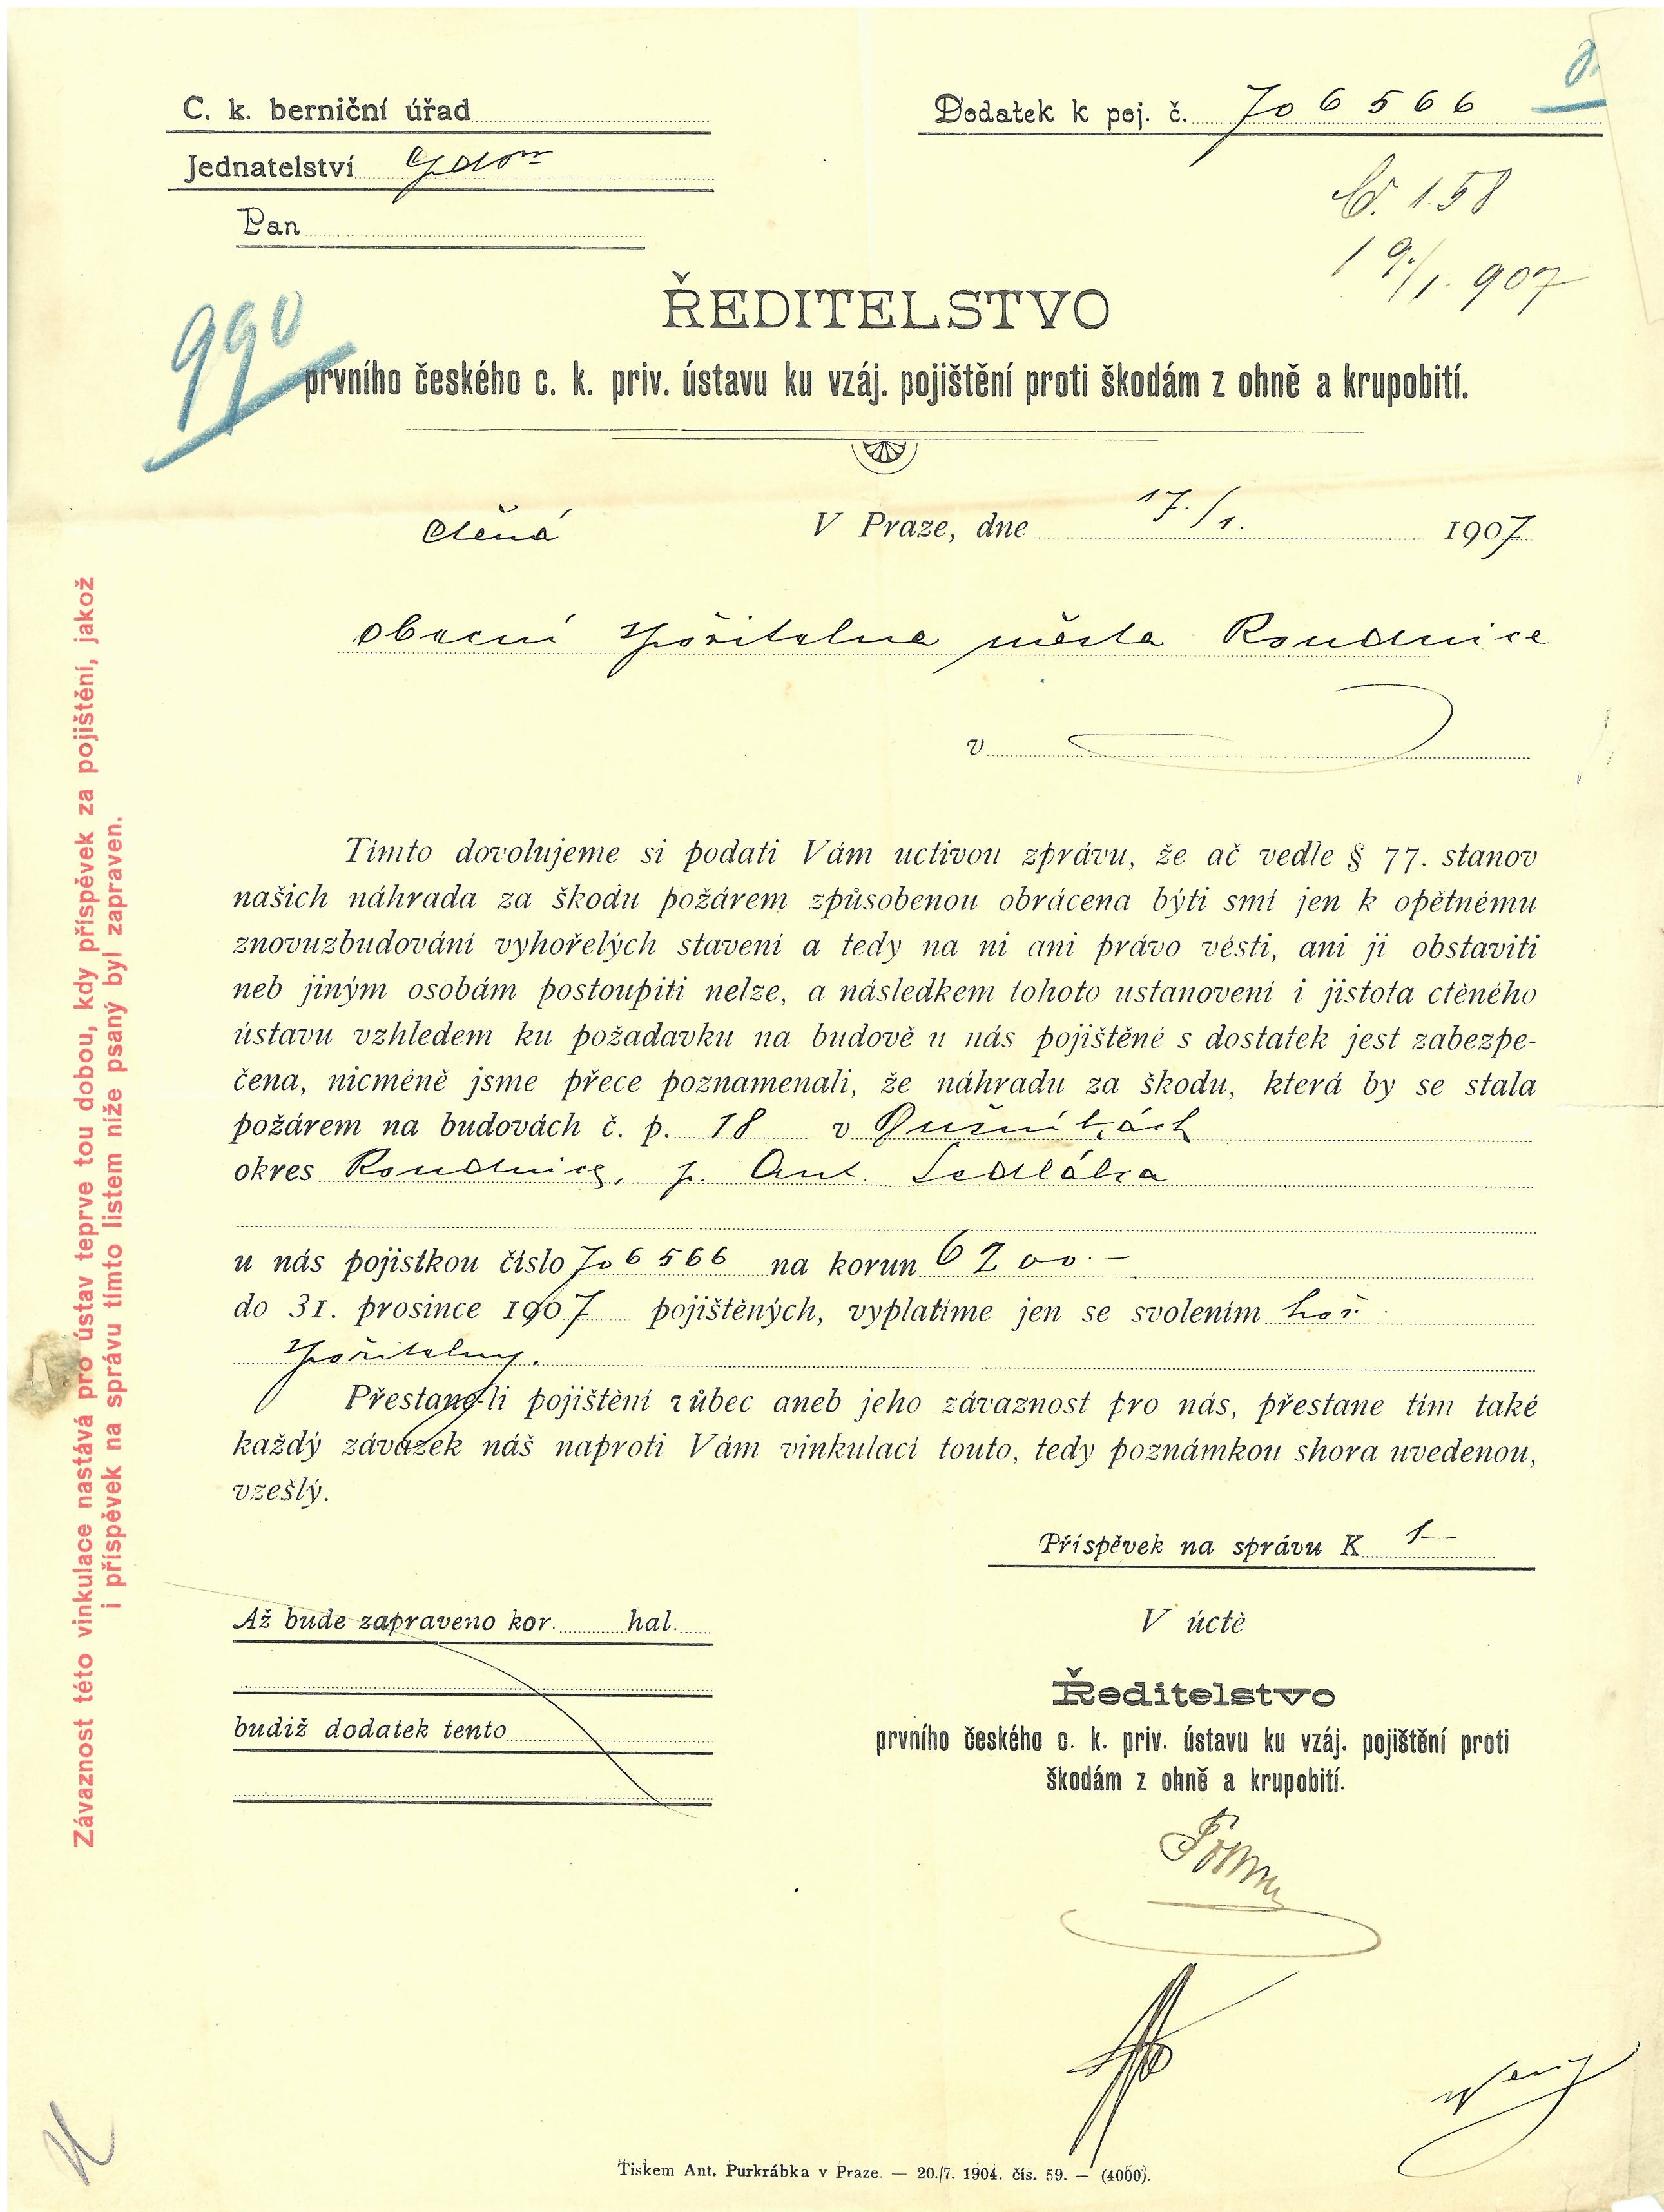 C. k. berniční úřad
Dodatek k poj. č. 706566
Jednatelství
Pan
Č. 158
19/1. 907
990
ŘEDITELSTVO
prvního českého c. k. priv. ústavu ku vzáj. pojištění proti škodám z ohně a krupobití.
V Praze, dne 17./1. 1907
ctěná
obecní spořitelna města Roudnice
v
Tímto dovolujeme si podati Vám uctivou zprávu, že ač vedle § 77. stanov
našich náhrada za škodu požárem způsobenou obrácena býti smí jen k opětnému
znovuzbudování vyhořelých stavení a tedy na ni ani právo vésti, ani ji obstaviti
neb jiným osobám postoupiti nelze, a následkem tohoto ustanovení i jistota ctěného
ústavu vzhledem ku požadavku na budově u nás pojištěné s dostatek jest zabezpe-
čena, nicméně jsme přece poznamenali, že náhradu za škodu, která by se stala
požárem na budovách č. p. 18 v Dušníkách
okres Roudnice, p. Ant. Sedláka
u nás pojistkou číslo 706566 na korun 6200.–
do 31. prosince 1907 pojištěných, vyplatíme jen se svolením
spořitelny.
Přestane-li pojištění vůbec aneb jeho závaznost pro nás, přestane tím také
každý závazek náš naproti Vám vinkulací touto, tedy poznámkou shora uvedenou,
vzešlý.
Příspěvek na správu K 1–
Až bude zapraveno kor. hal.
budiž dodatek tento
V úctě
Ředitelstvo
prvního českého c. k. priv. ústavu ku vzáj. pojištění proti
škodám z ohně a krupobití.
Tiskem Ant. Purkrábka v Praze. — 20./7. 1904. čís. 59. — (4000).
Závaznost této vinkulace nastává pro ústav teprve tou dobou, kdy příspěvek za pojištění, jakož
i příspěvek na správu tímto listem níže psaný byl zapraven.